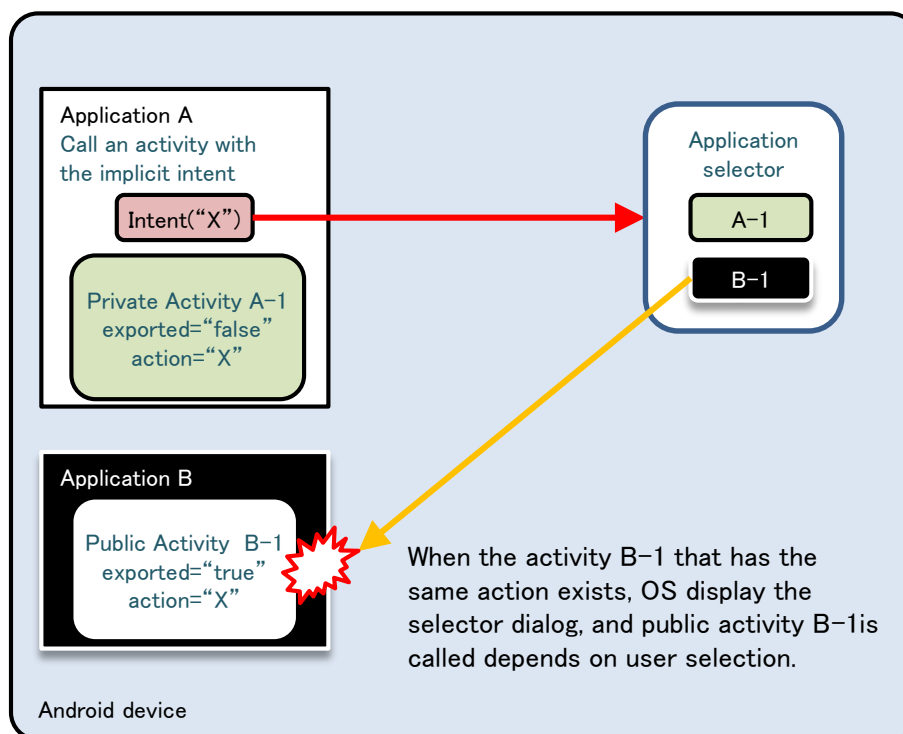 Application A
Call an activity with
the implicit intent
Intent(“X”)
Private Activity A-1
exported=“false”
action=“X”
Application
selector
A-1
B-1
Application B
Public Activity  B-1
exported=“true”
action=“X”
When the activity B-1 that has the
same action exists, OS display the
selector dialog, and public activity B-1is
called depends on user selection.
Android device